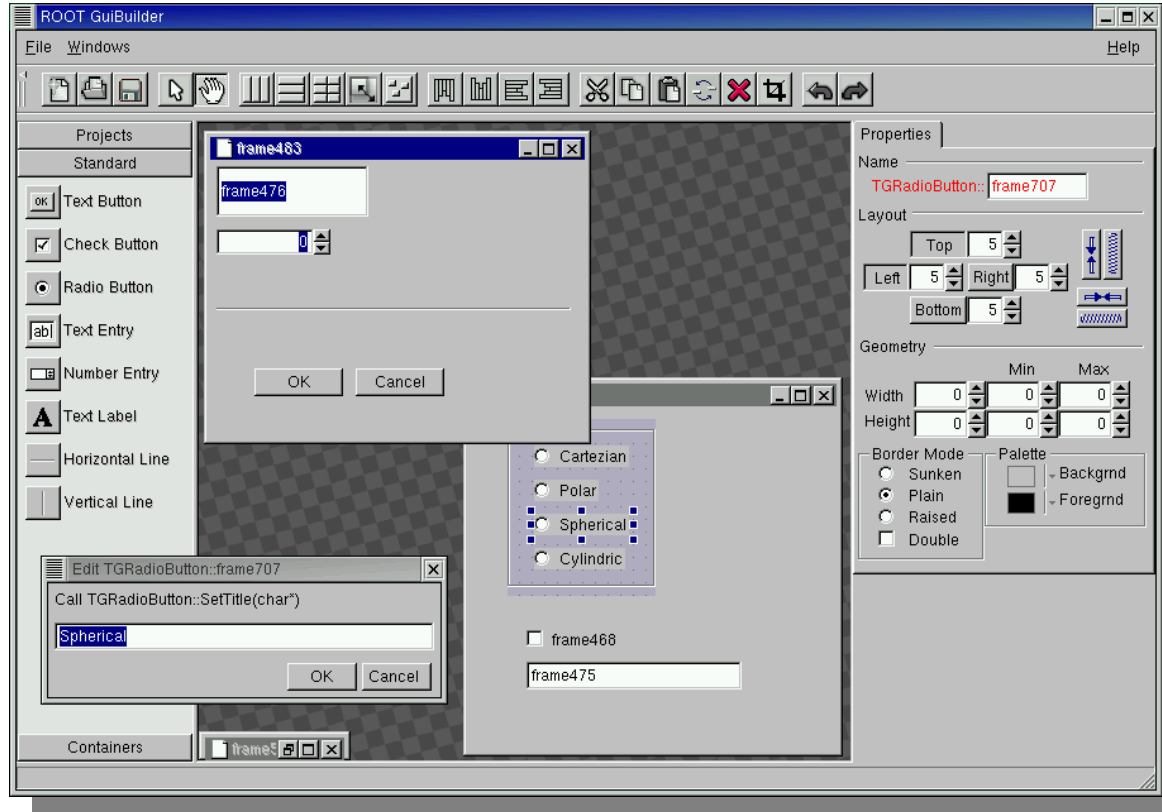 ROOT GuiBuilder
File Windows Help
Projects
Standard
OK Text Button
Check Button
Radio Button
ab Text Entry
Number Entry
A Text Label
Horizontal Line
Vertical Line
Containers
frame483
frame476
0
OK Cancel
Cartezian
Polar
Spherical
Cylindric
frame468
frame475
Edit TGRadioButton::frame707
Call TGRadioButton::SetTitle(char*)
Spherical
OK Cancel
Properties
Name
TGRadioButton:: frame707
Layout
Top 5
Left 5 Right 5
Bottom 5
Geometry
Min Max
Width 0 0 0
Height 0 0 0
Border Mode
Sunken
Plain
Raised
Double
Palette
Backgrnd
Foregrnd